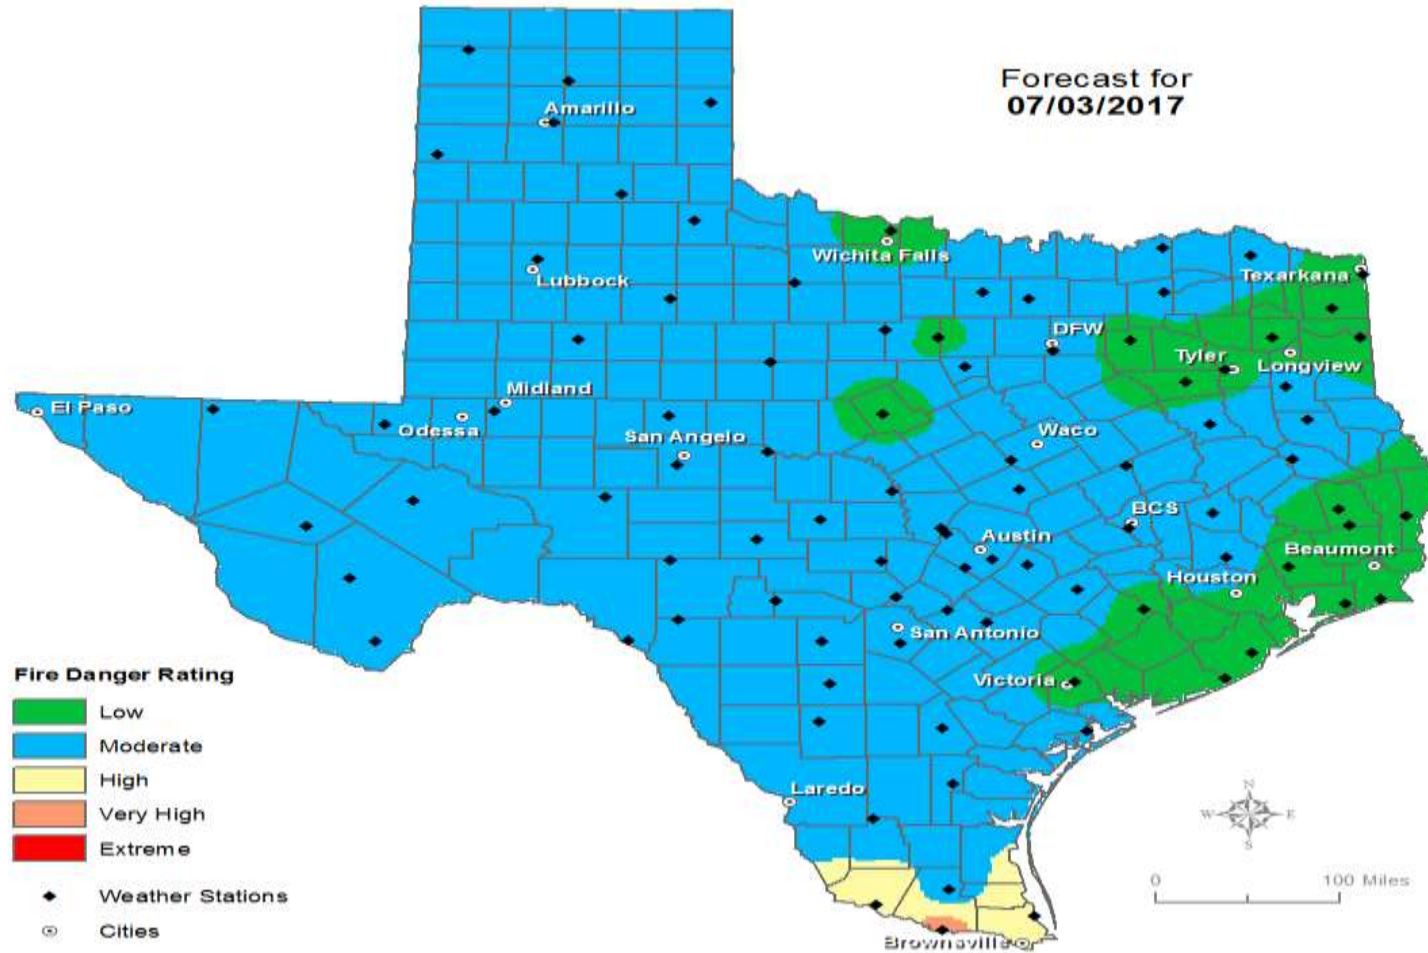 Forecast for
07/03/2017
Amarillo
Wichita Falls
Lubbock
Texarkana
DFW
Tyler
Longview
Midland
El Paso
Odessa
San Angelo
Waco
BCS
Austin
Beaumont
Houston
San Antonio
Victoria
Laredo
Brownsville
Fire Danger Rating
Low
Moderate
High
Very High
Extreme
Weather Stations
Cities
N
W E
S
0 100 Miles